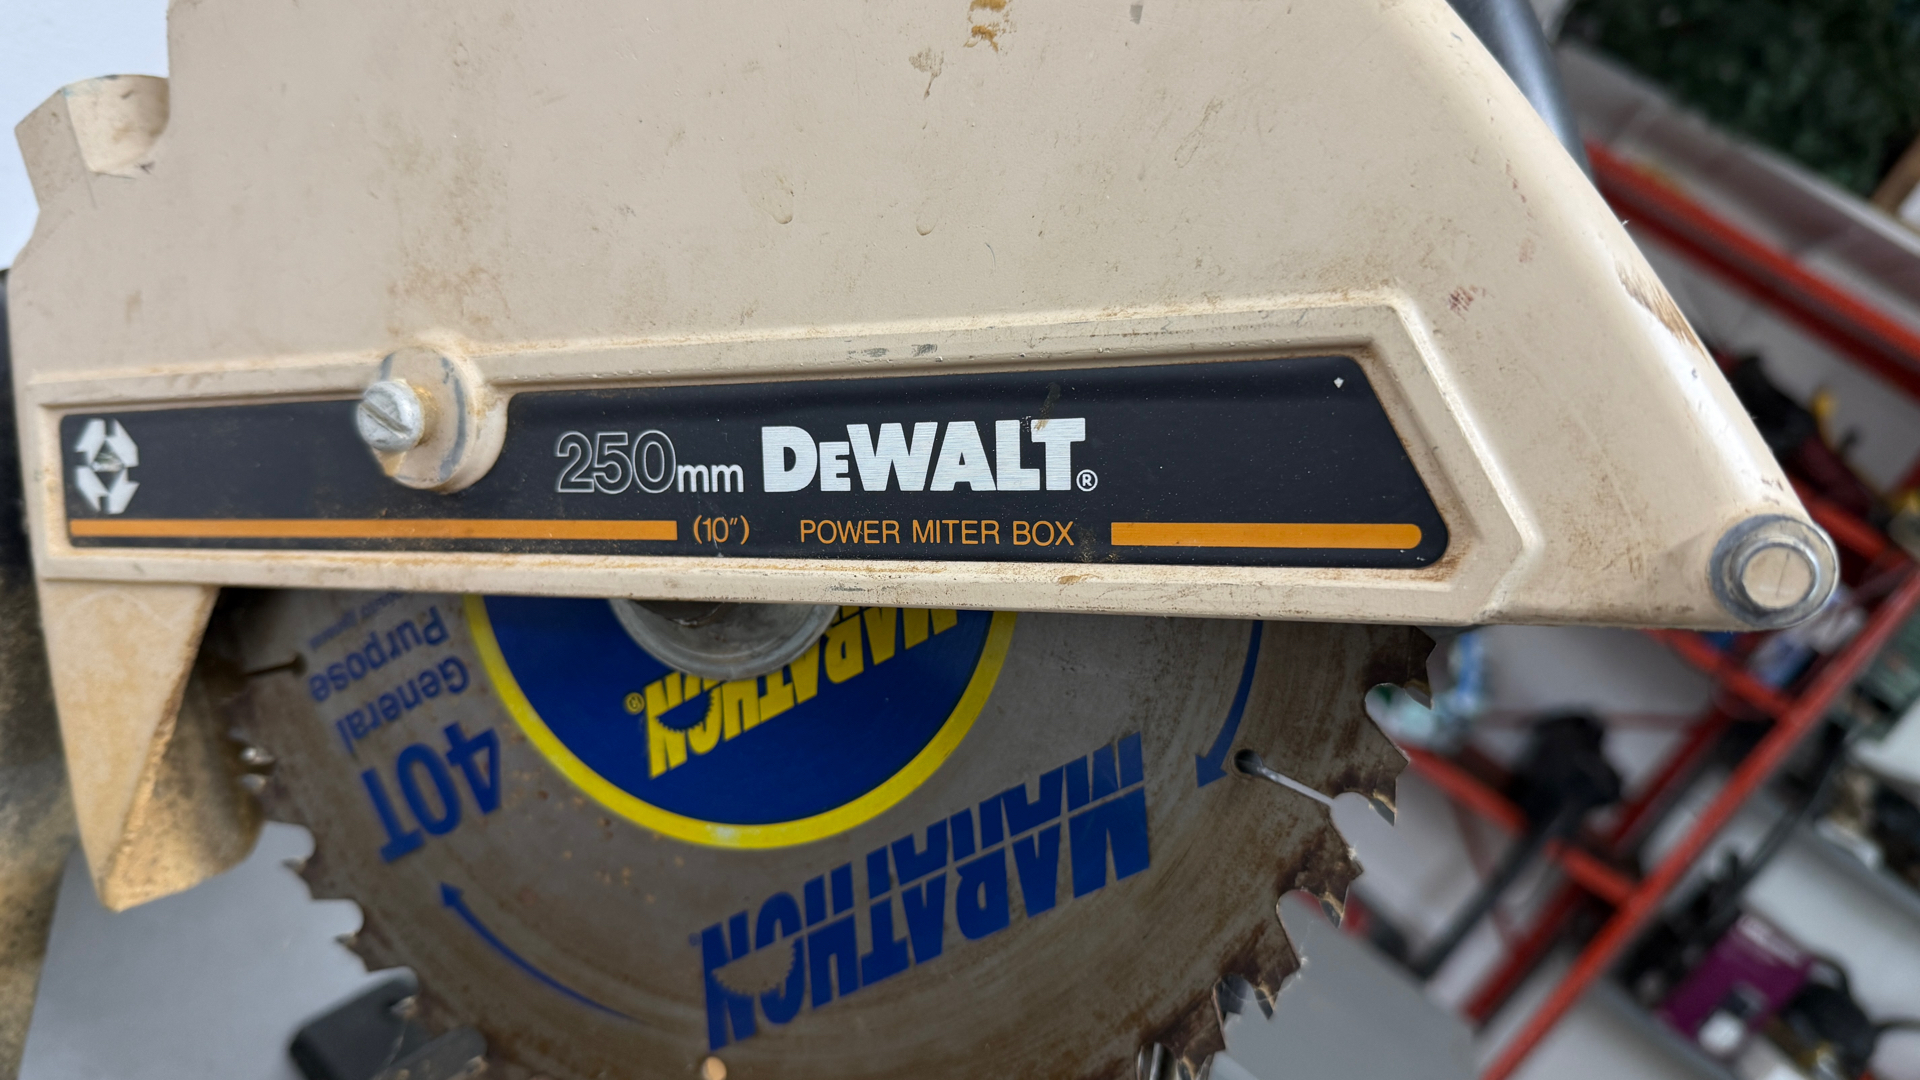 250mm DEWALT®
(10") POWER MITER BOX
MARATHON®
General
Purpose
40T
MARATHON